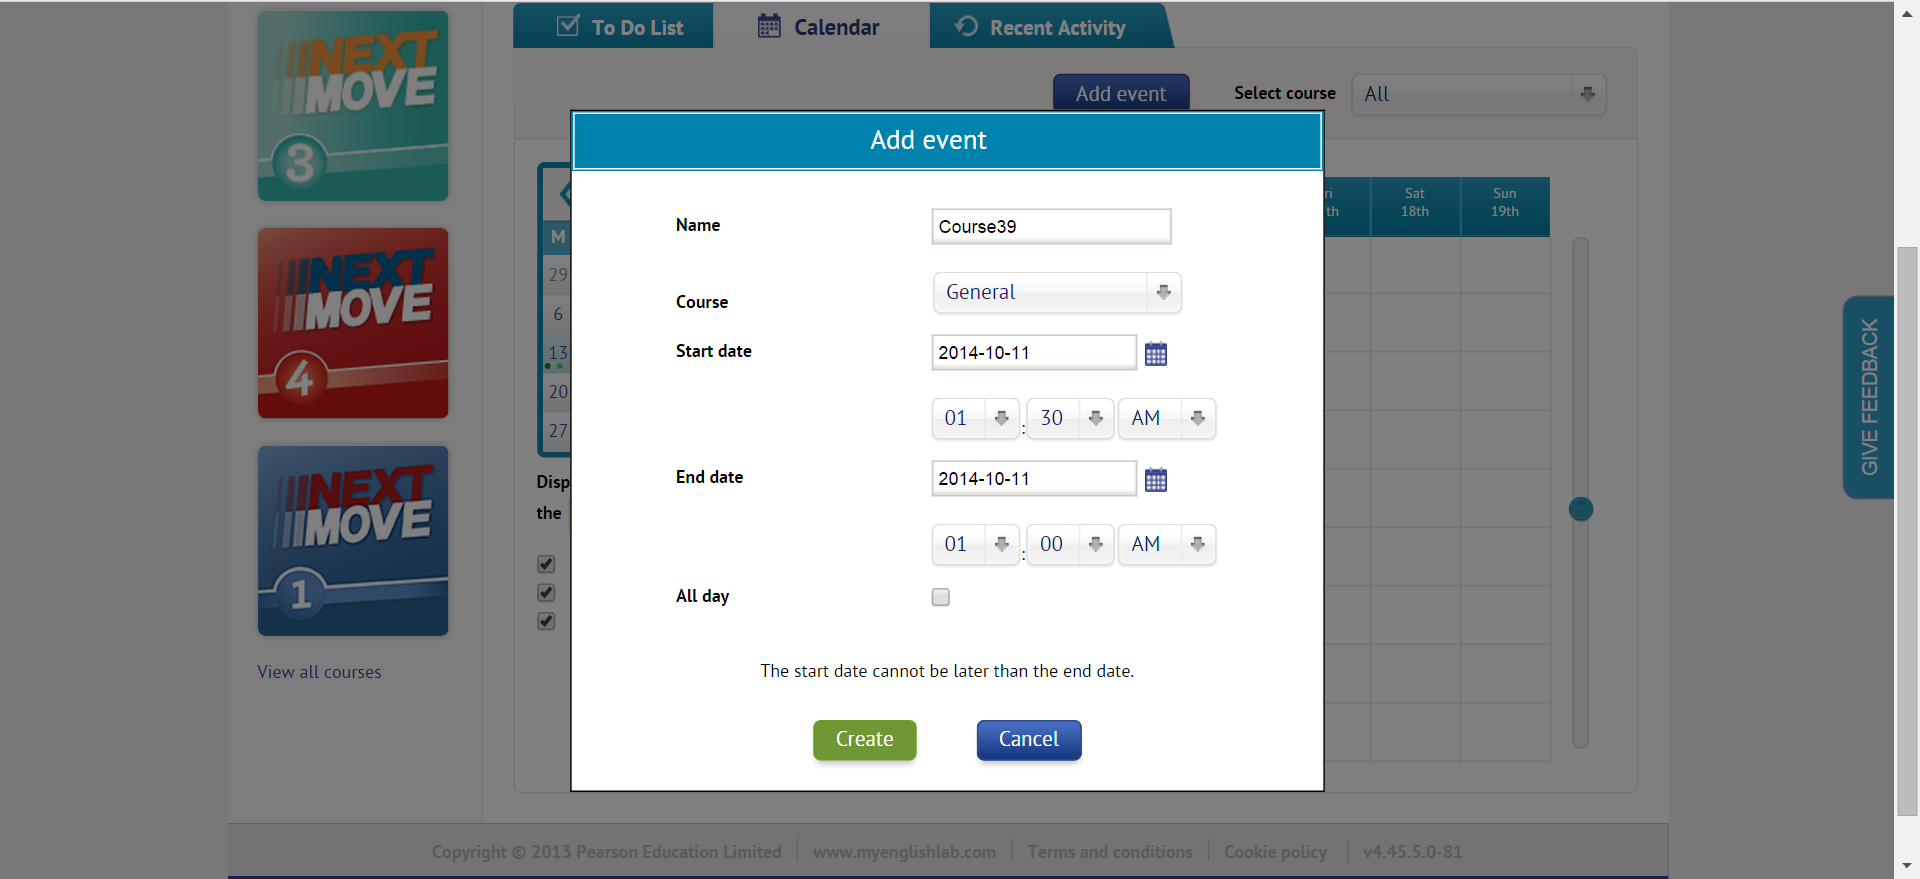 To Do List
Calendar
Recent Activity
NEXT
MOVE
3
Add event
Select course
All
Add event
Name
Course39
Course
General
Start date
2014-10-11
01 : 30 AM
End date
2014-10-11
01 : 00 AM
All day
The start date cannot be later than the end date.
Create
Cancel
M
29
6
13
20
27
Disp
the
ri
th
Sat
18th
Sun
19th
NEXT
MOVE
4
NEXT
MOVE
1
View all courses
GIVE FEEDBACK
Copyright © 2013 Pearson Education Limited
www.myenglishlab.com
Terms and conditions
Cookie policy
v4.45.5.0-81